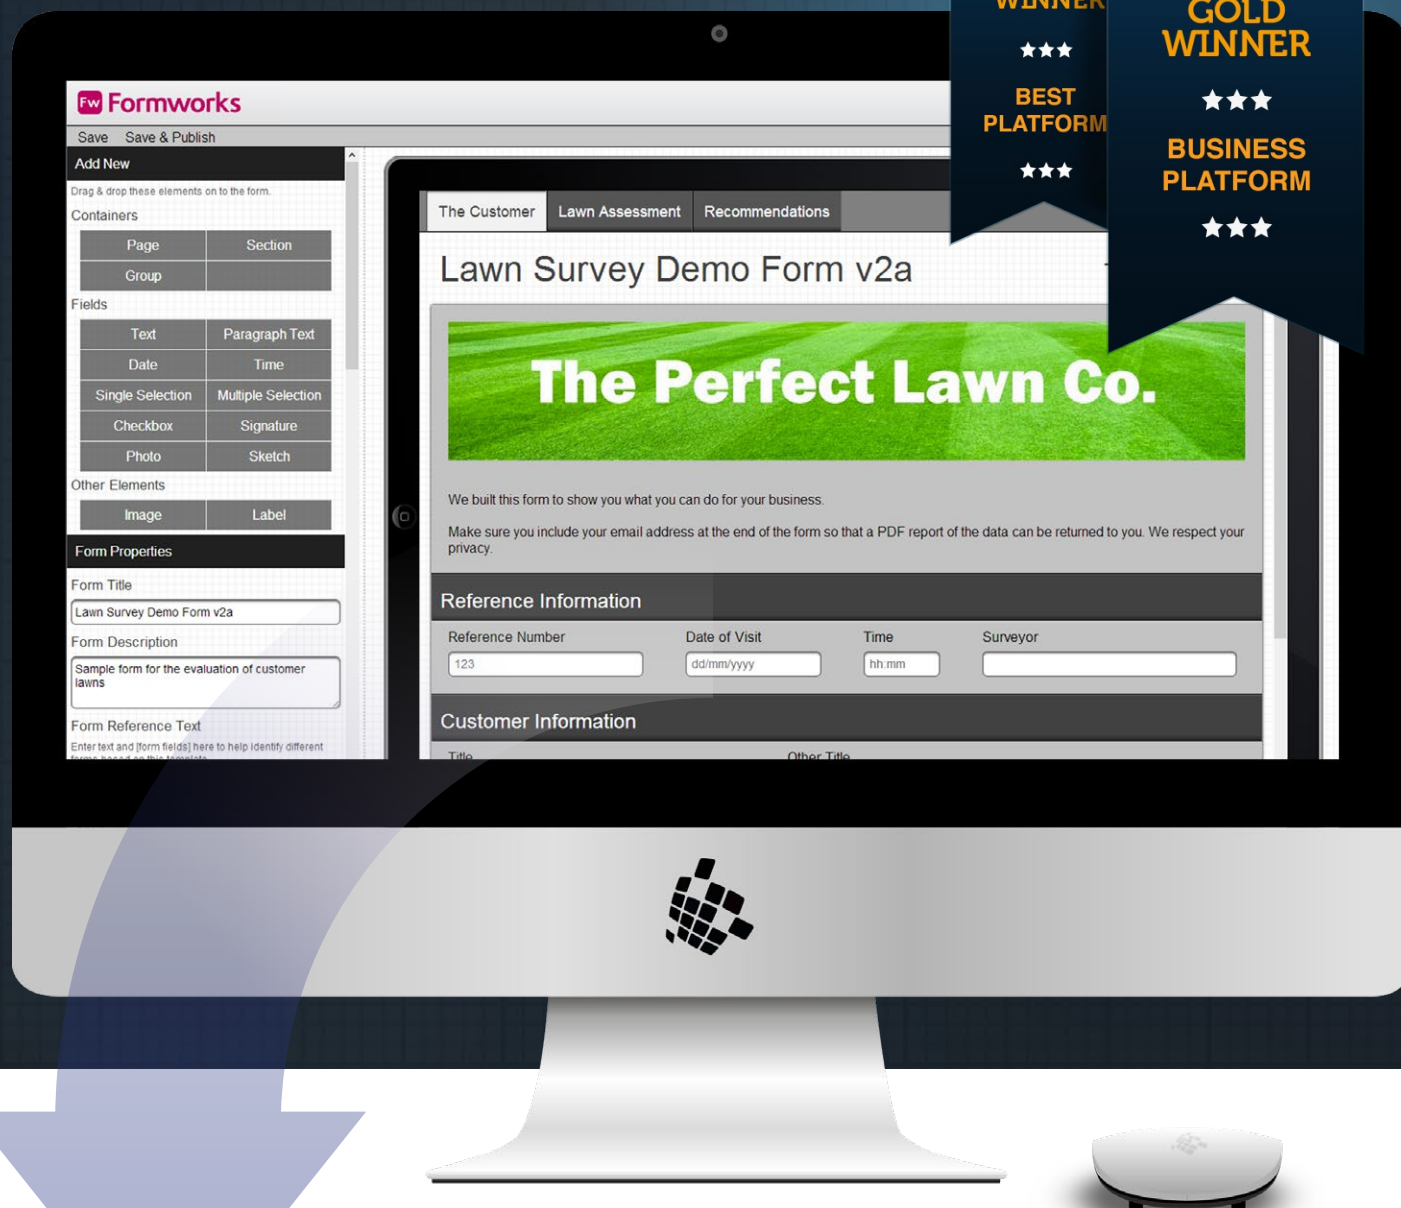 WINNER
★★★
BEST
PLATFORM
★★★
GOLD
WINNER
★★★
BUSINESS
PLATFORM
★★★
Fw Formworks
Save Save & Publish
Add New
Drag & drop these elements on to the form.
Containers
Page Section
Group
Fields
Text Paragraph Text
Date Time
Single Selection Multiple Selection
Checkbox Signature
Photo Sketch
Other Elements
Image Label
Form Properties
Form Title
Lawn Survey Demo Form v2a
Form Description
Sample form for the evaluation of customer
lawns
Form Reference Text
Enter text and [form fields] here to help identify different
forms based on this template
The Customer Lawn Assessment Recommendations
Lawn Survey Demo Form v2a
The Perfect Lawn Co.
We built this form to show you what you can do for your business.
Make sure you include your email address at the end of the form so that a PDF report of the data can be returned to you. We respect your
privacy.
Reference Information
Reference Number Date of Visit Time Surveyor
123 dd/mm/yyyy hh:mm
Customer Information
Title Other Title